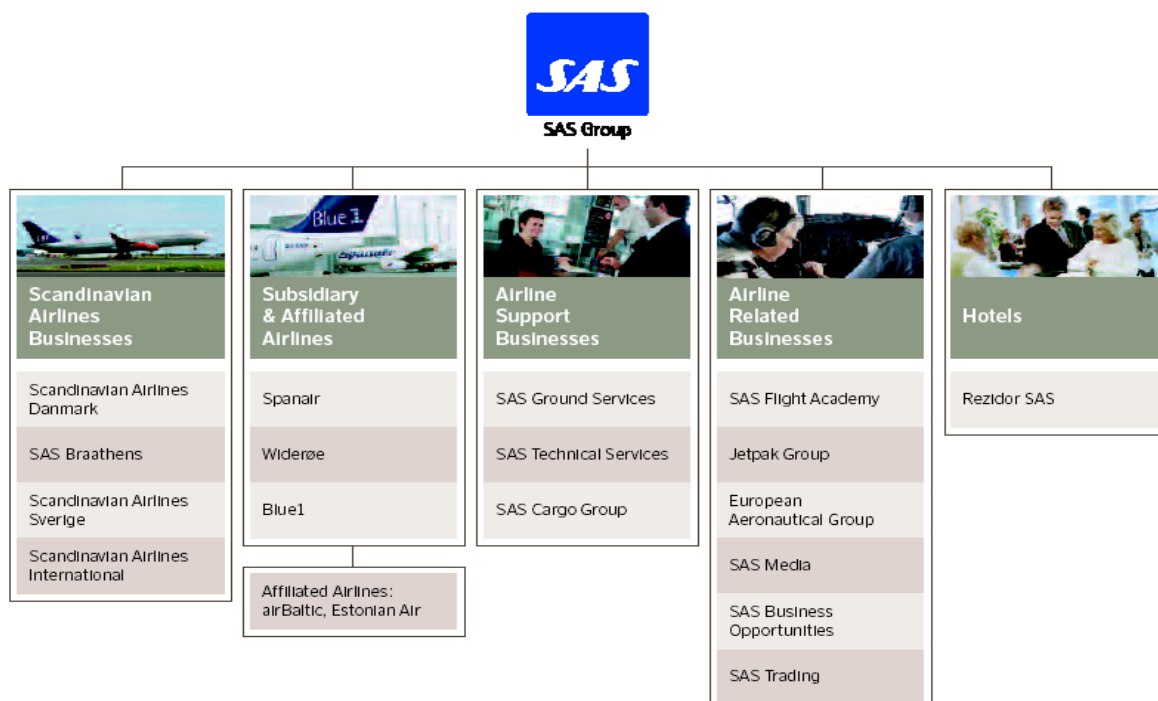 SAS
SAS Group
Blue1
Spanair
Scandinavian
Airlines
Businesses
Scandinavian Airlines
Danmark
SAS Braathens
Scandinavian Airlines
Sverige
Scandinavian Airlines
International
Subsidiary
& Affiliated
Airlines
Spanair
Widerøe
Blue1
Affiliated Airlines:
airBaltic, Estonian Air
Airline
Support
Businesses
SAS Ground Services
SAS Technical Services
SAS Cargo Group
Airline
Related
Businesses
SAS Flight Academy
Jetpak Group
European
Aeronautical Group
SAS Media
SAS Business
Opportunities
SAS Trading
Hotels
Rezidor SAS